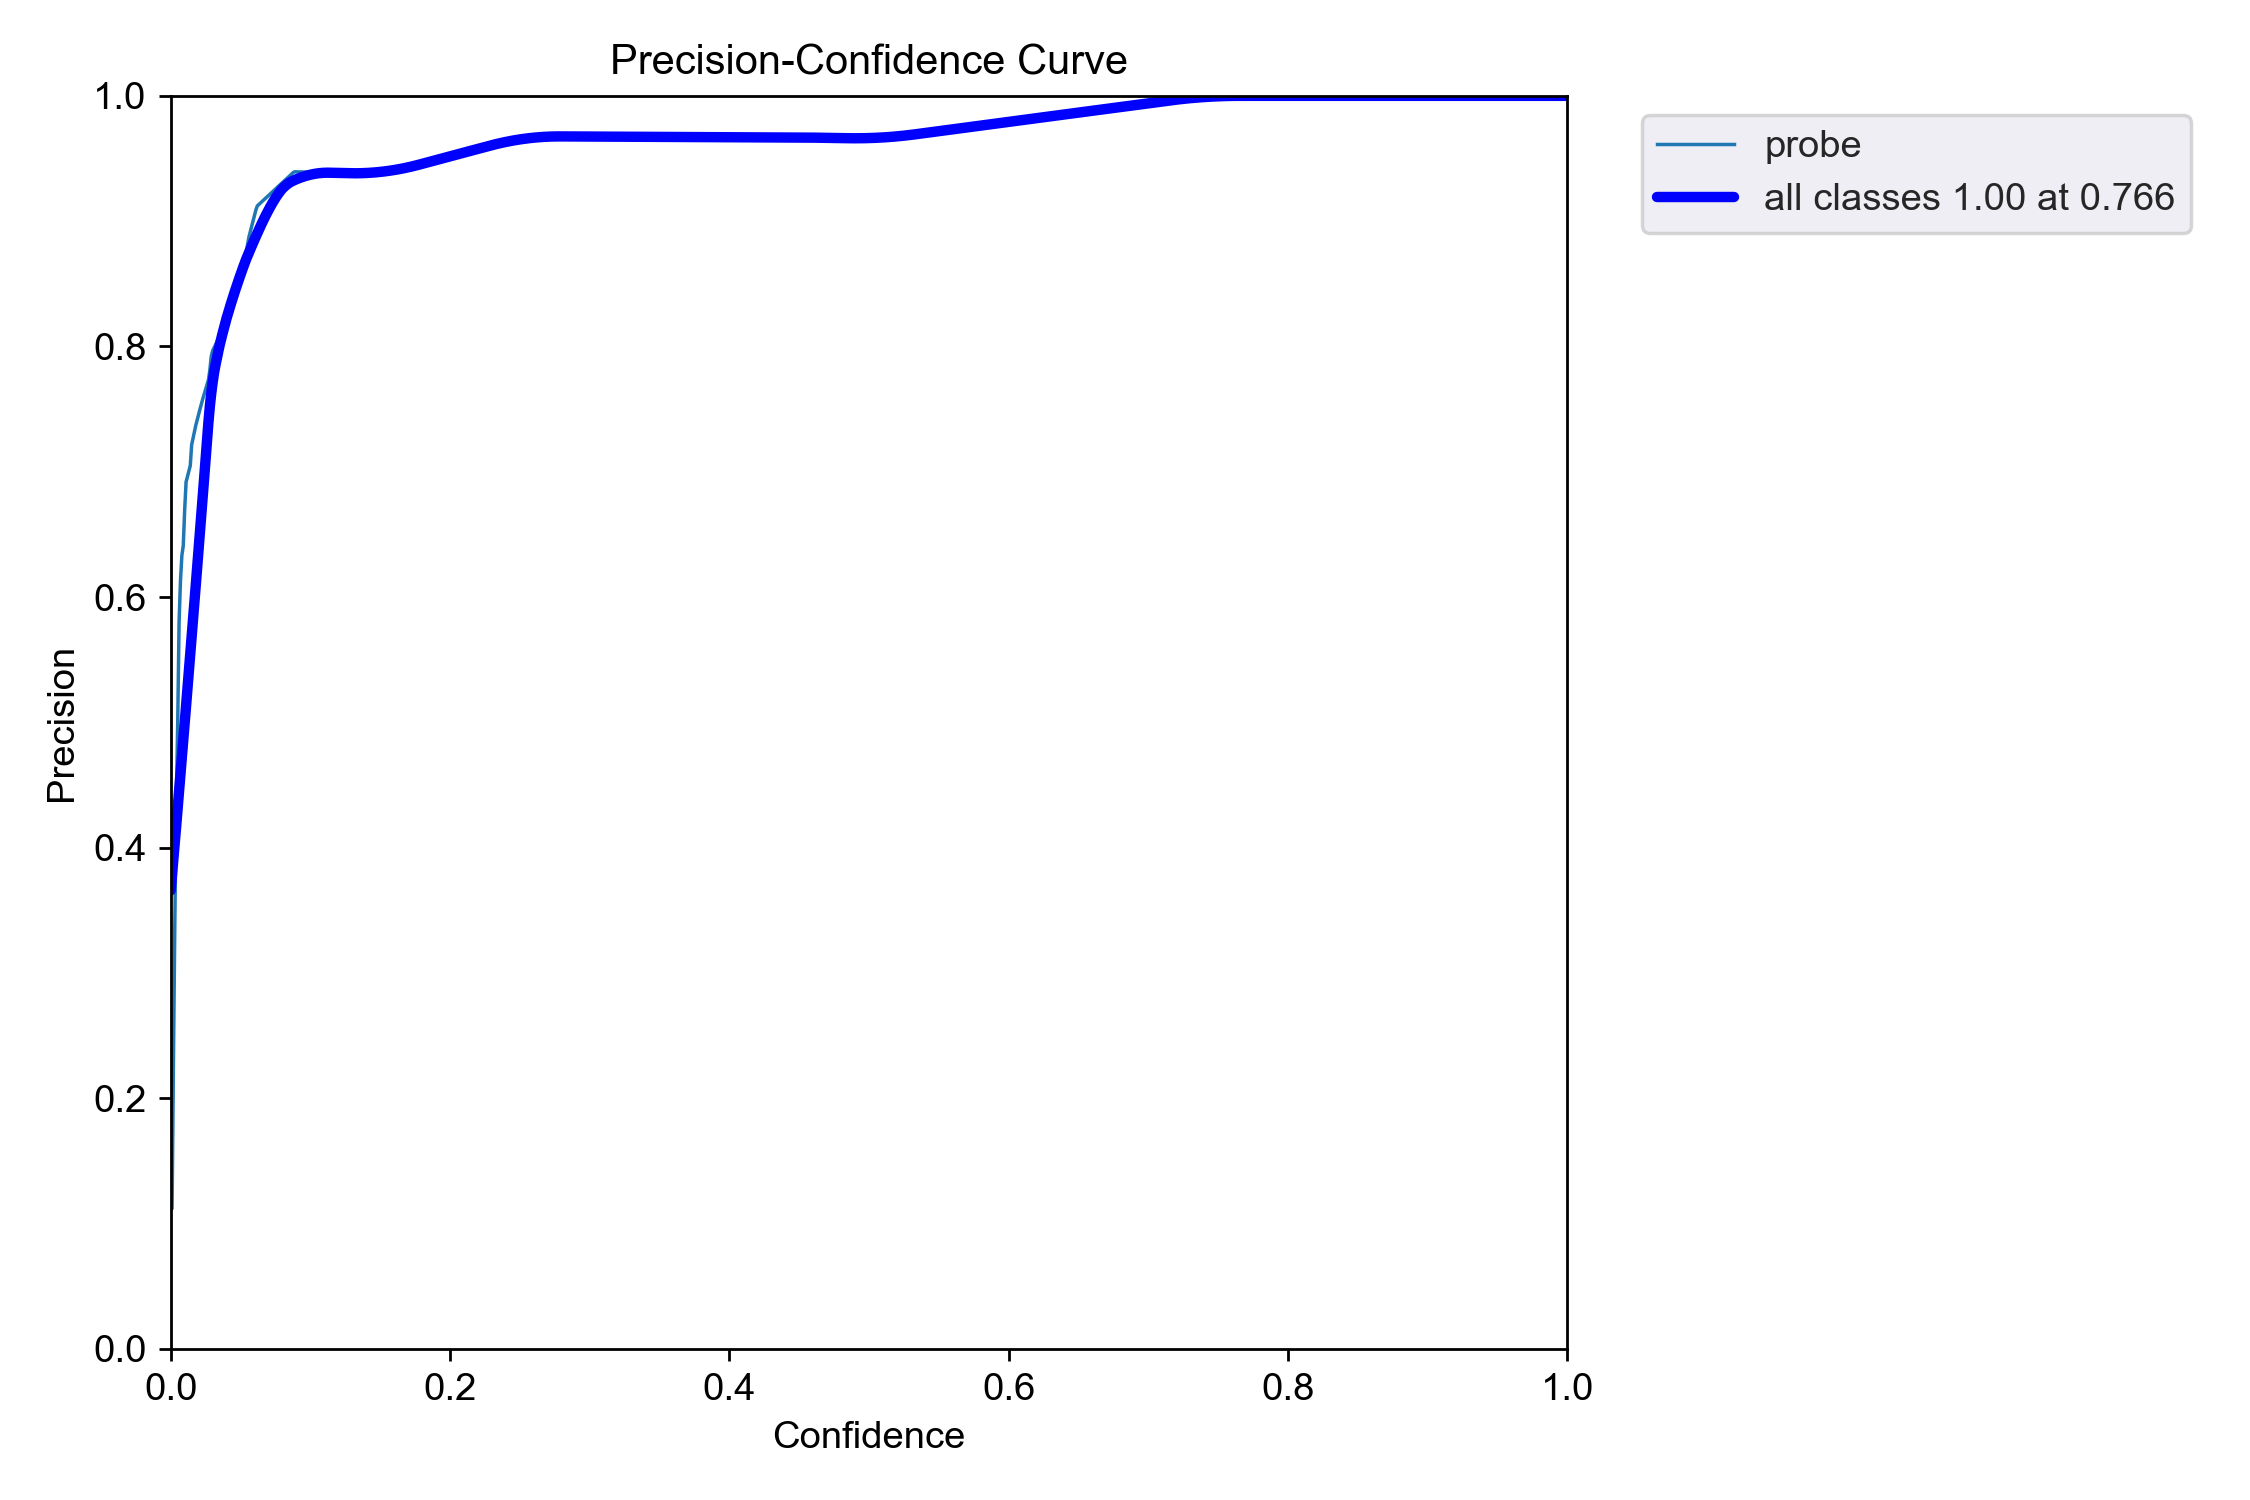 Precision-Confidence Curve
1.0
0.8
0.6
0.4
0.2
0.0
Precision
0.0 0.2 0.4 0.6 0.8 1.0
Confidence
probe
all classes 1.00 at 0.766